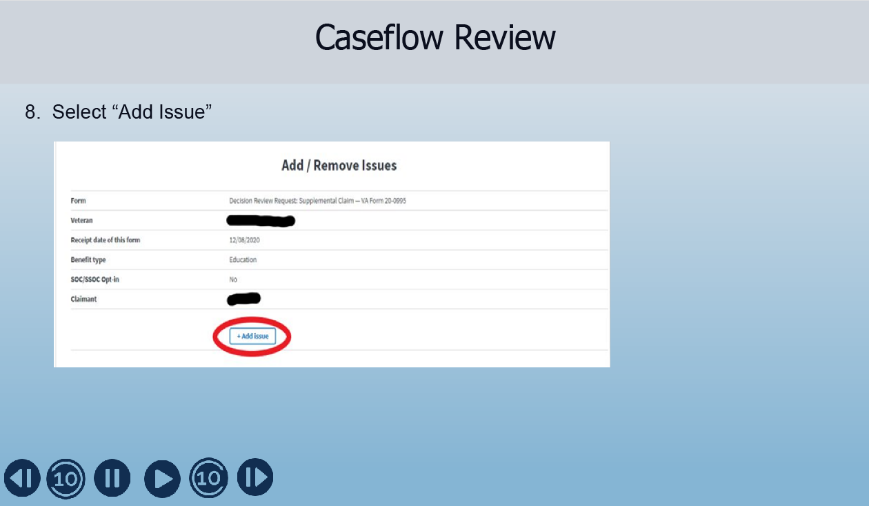 Caseflow Review
8. Select “Add Issue”
Add / Remove Issues
Form Decision Review Request: Supplemental Claim — VA Form 20-0995
Veteran
Receipt date of this form 12/08/2020
Benefit type Education
SOC/SSOC Opt-in No
Claimant
+ Add issue
10 10